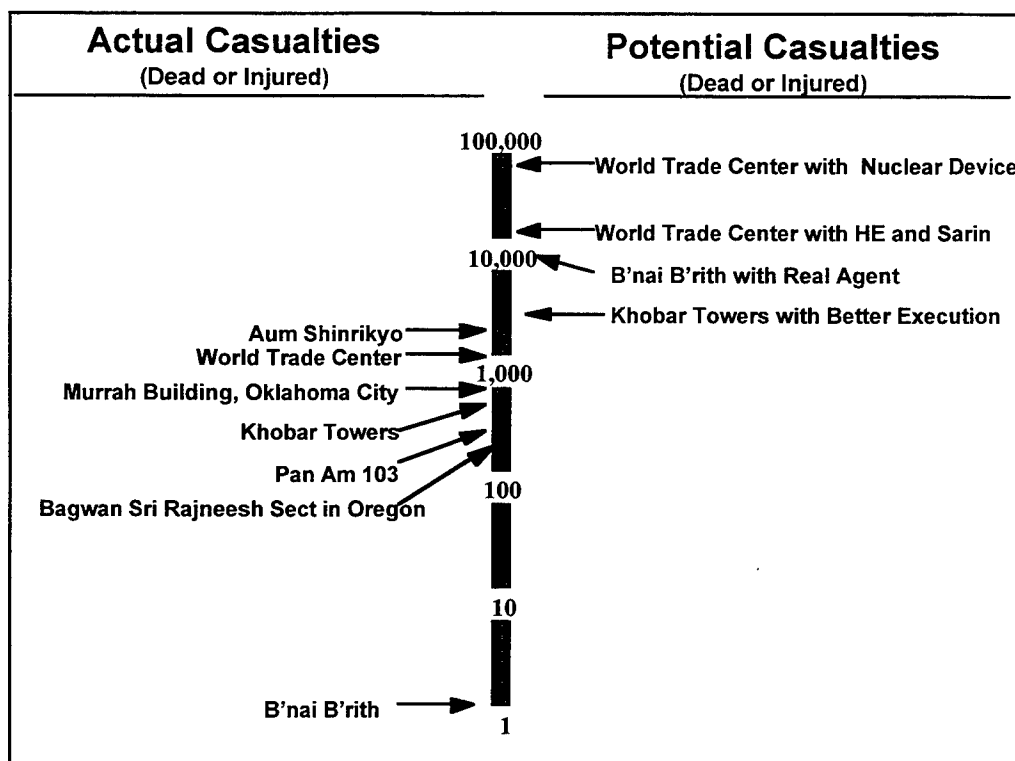 Actual Casualties
(Dead or Injured)
Potential Casualties
(Dead or Injured)
100,000
World Trade Center with Nuclear Device
World Trade Center with HE and Sarin
10,000
B'nai B'rith with Real Agent
Khobar Towers with Better Execution
Aum Shinrikyo
World Trade Center
1,000
Murrah Building, Oklahoma City
Khobar Towers
Pan Am 103
100
Bagwan Sri Rajneesh Sect in Oregon
10
B'nai B'rith
1